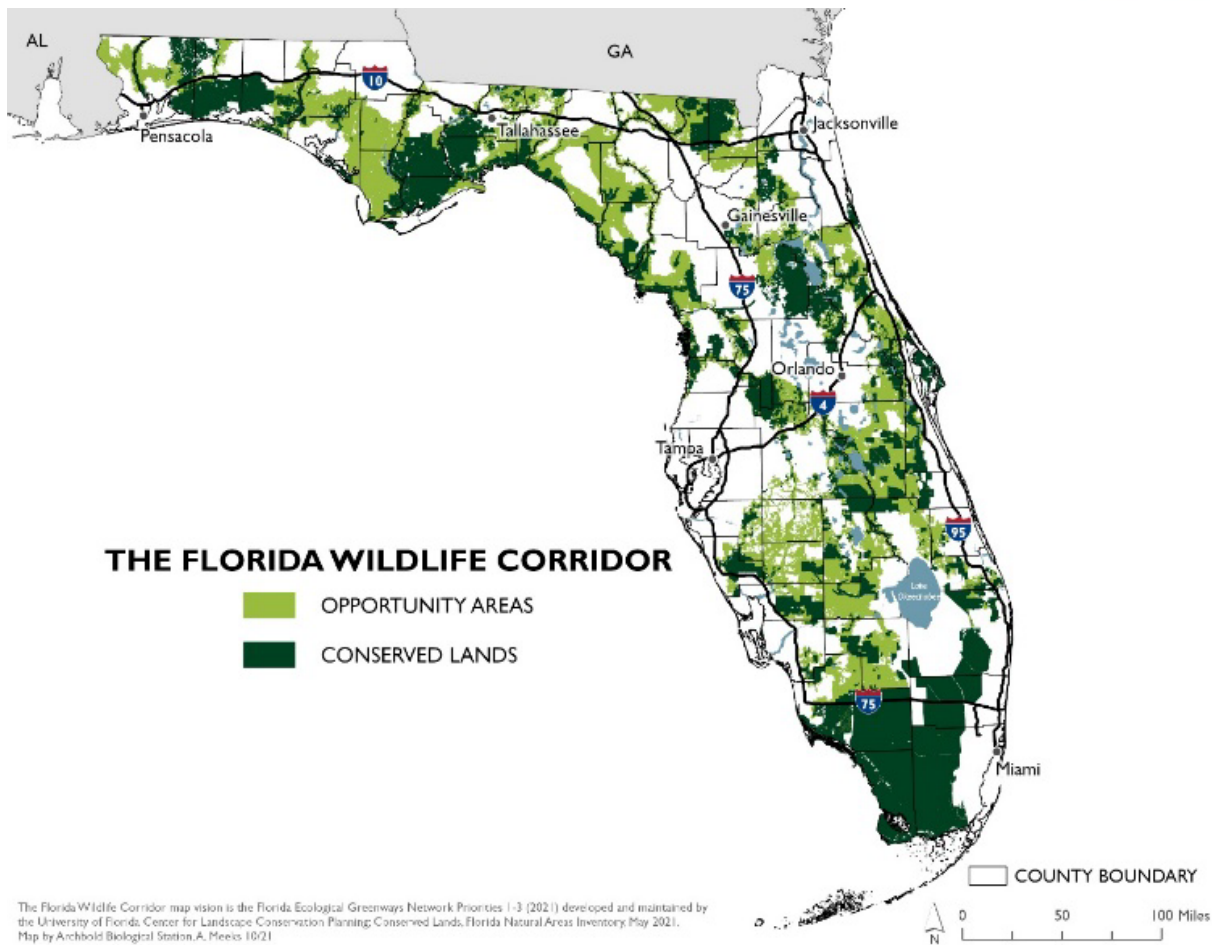 AL
GA
10
Pensacola
Tallahassee
Jacksonville
Gainesville
75
Orlando
4
Tampa
95
THE FLORIDA WILDLIFE CORRIDOR
OPPORTUNITY AREAS
CONSERVED LANDS
Lake
Okeechobee
75
Miami
COUNTY BOUNDARY
The Florida Wildlife Corridor map vision is the Florida Ecological Greenways Network Priorities 1-3 (2021) developed and maintained by
the University of Florida Center for Landscape Conservation Planning; Conserved Lands, Florida Natural Areas Inventory, May 2021.
Map by Archbold Biological Station, A. Meeks 10/21
N
0 50 100 Miles